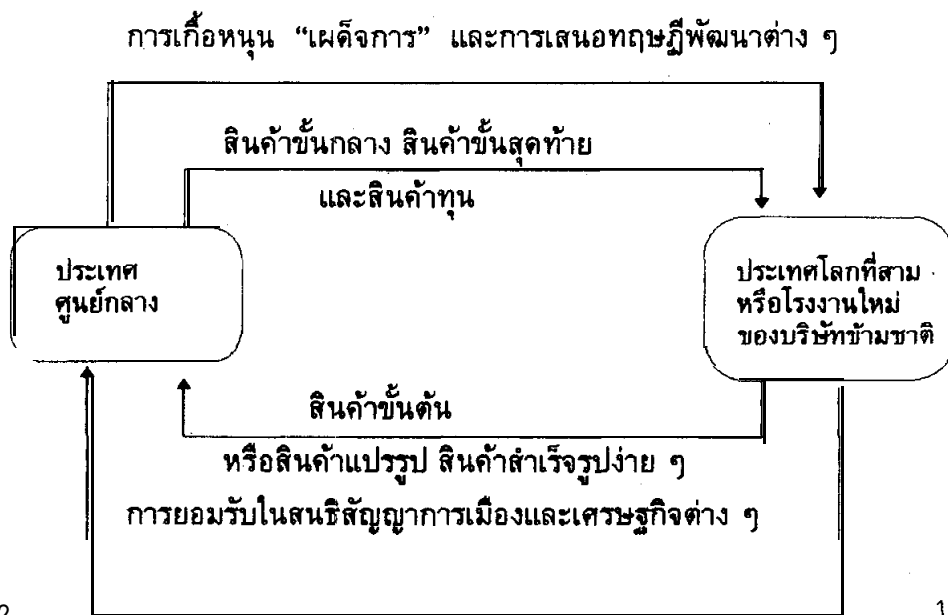 การเกื้อหนุน “เผด็จการ” และการเสนอทฤษฎีพัฒนาต่าง ๆ
สินค้าขั้นกลาง สินค้าขั้นสุดท้าย
และสินค้าทุน
ประเทศ
ศูนย์กลาง
ประเทศโลกที่สาม
หรือโรงงานใหม่
ของบริษัทข้ามชาติ
สินค้าขั้นต้น
หรือสินค้าแปรรูป สินค้าสำเร็จรูปง่าย ๆ
การยอมรับในสนธิสัญญาการเมืองและเศรษฐกิจต่าง ๆ